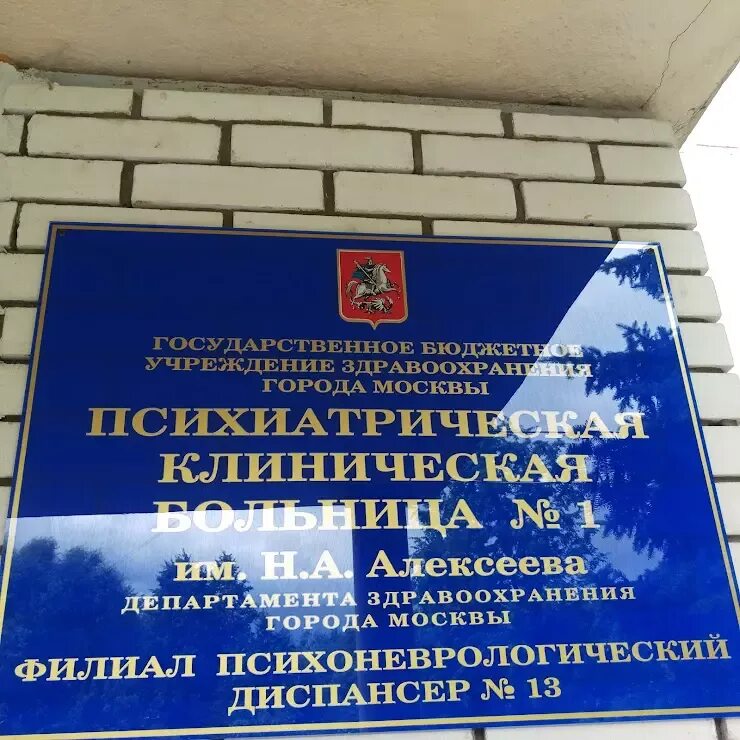 ГОСУДАРСТВЕННОЕ БЮДЖЕТНОЕ
УЧРЕЖДЕНИЕ ЗДРАВООХРАНЕНИЯ
ГОРОДА МОСКВЫ
ПСИХИАТРИЧЕСКАЯ
КЛИНИЧЕСКАЯ
БОЛЬНИЦА № 1
им. Н.А. Алексеева
ДЕПАРТАМЕНТА ЗДРАВООХРАНЕНИЯ
ГОРОДА МОСКВЫ
ФИЛИАЛ ПСИХОНЕВРОЛОГИЧЕСКИЙ
ДИСПАНСЕР № 13